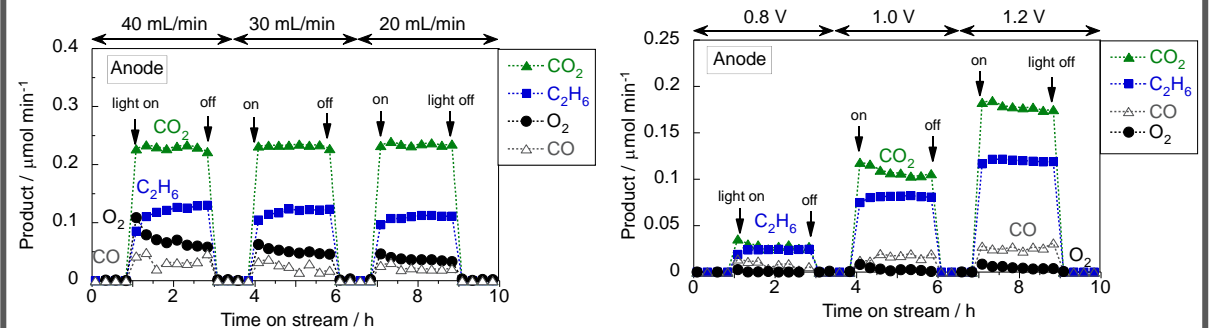 40 mL/min 30 mL/min 20 mL/min
0.4
0.3
0.2
0.1
0
Product / μmol min⁻¹
Anode
light on
off
on
off
on
light off
CO₂
C₂H₆
O₂
CO
0 2 4 6 8 10
Time on stream / h
CO₂
C₂H₆
O₂
CO
0.8 V 1.0 V 1.2 V
0.25
0.2
0.15
0.1
0.05
0
Product / μmol min⁻¹
Anode
light on
off
on
off
on
light off
C₂H₆
CO₂
CO
O₂
0 2 4 6 8 10
Time on stream / h
CO₂
C₂H₆
CO
O₂